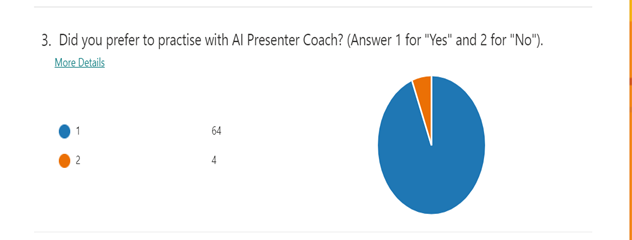 3. Did you prefer to practise with AI Presenter Coach? (Answer 1 for "Yes" and 2 for "No").
More Details
1 64
2 4